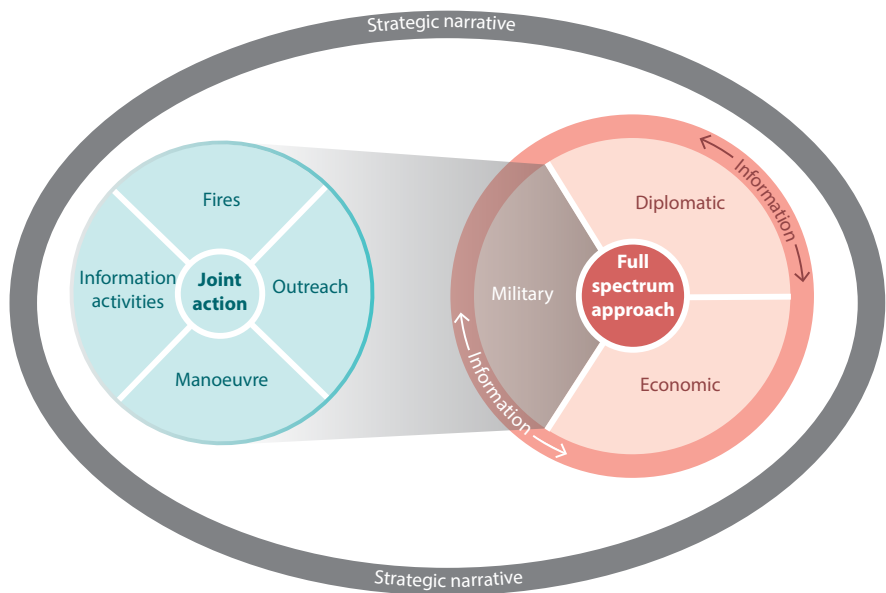 Strategic narrative
Fires
Information
activities
Joint
action
Outreach
Manoeuvre
Military
Full
spectrum
approach
Diplomatic
Economic
Information
Information
Strategic narrative